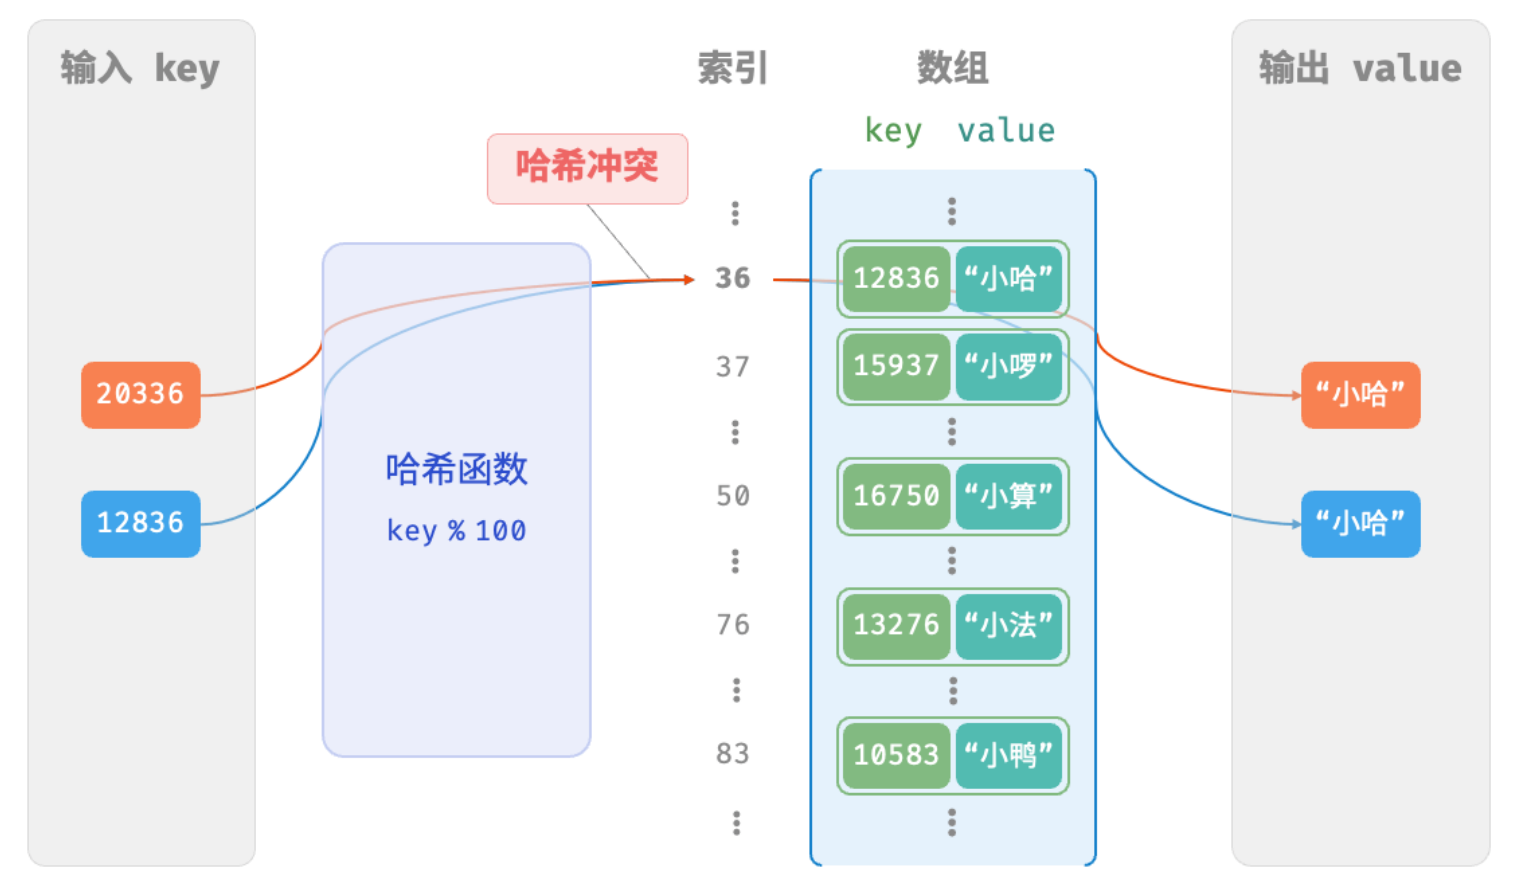 输入 key
索引
数组
输出 value
key value
哈希冲突
36
12836 “小哈”
37
15937 “小啰”
20336
“小哈”
哈希函数
key % 100
50
16750 “小算”
12836
“小哈”
76
13276 “小法”
83
10583 “小鸭”